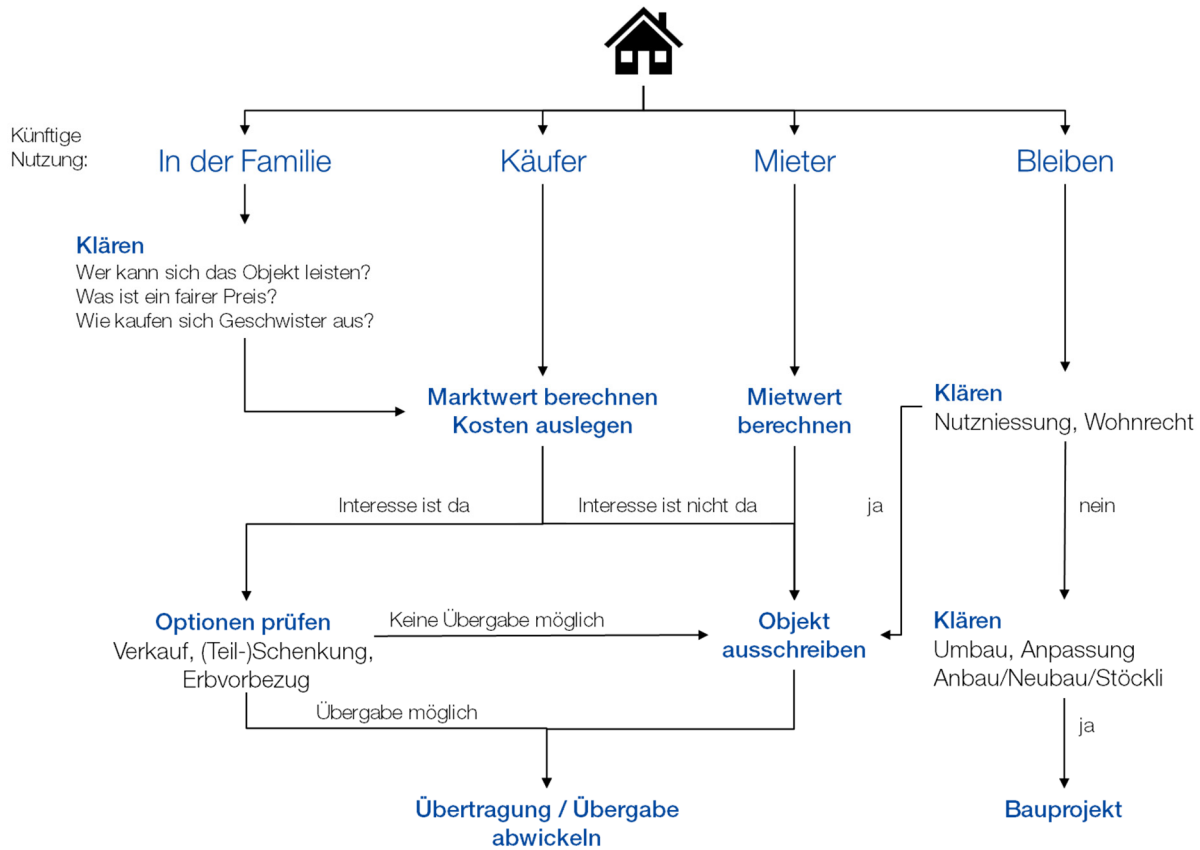 Künftige
Nutzung:
In der Familie
Käufer
Mieter
Bleiben
Klären
Wer kann sich das Objekt leisten?
Was ist ein fairer Preis?
Wie kaufen sich Geschwister aus?
Marktwert berechnen
Kosten auslegen
Mietwert
berechnen
Klären
Nutzniessung, Wohnrecht
Interesse ist da
Interesse ist nicht da
ja
nein
Optionen prüfen
Verkauf, (Teil-)Schenkung,
Erbvorbezug
Keine Übergabe möglich
Objekt
ausschreiben
Klären
Umbau, Anpassung
Anbau/Neubau/Stöckli
Übergabe möglich
ja
Übertragung / Übergabe
abwickeln
Bauprojekt